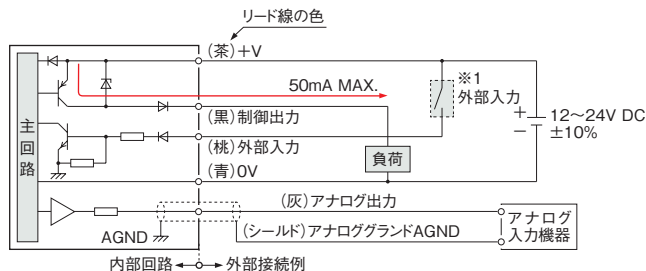 リード線の色
(茶)+V
50mA MAX.
※1
外部入力
(黒)制御出力
12~24V DC
±10%
+
−
主回路
(桃)外部入力
負荷
(青)0V
(灰)アナログ出力
アナログ
入力機器
AGND
(シールド)アナロググランドAGND
内部回路
外部接続例